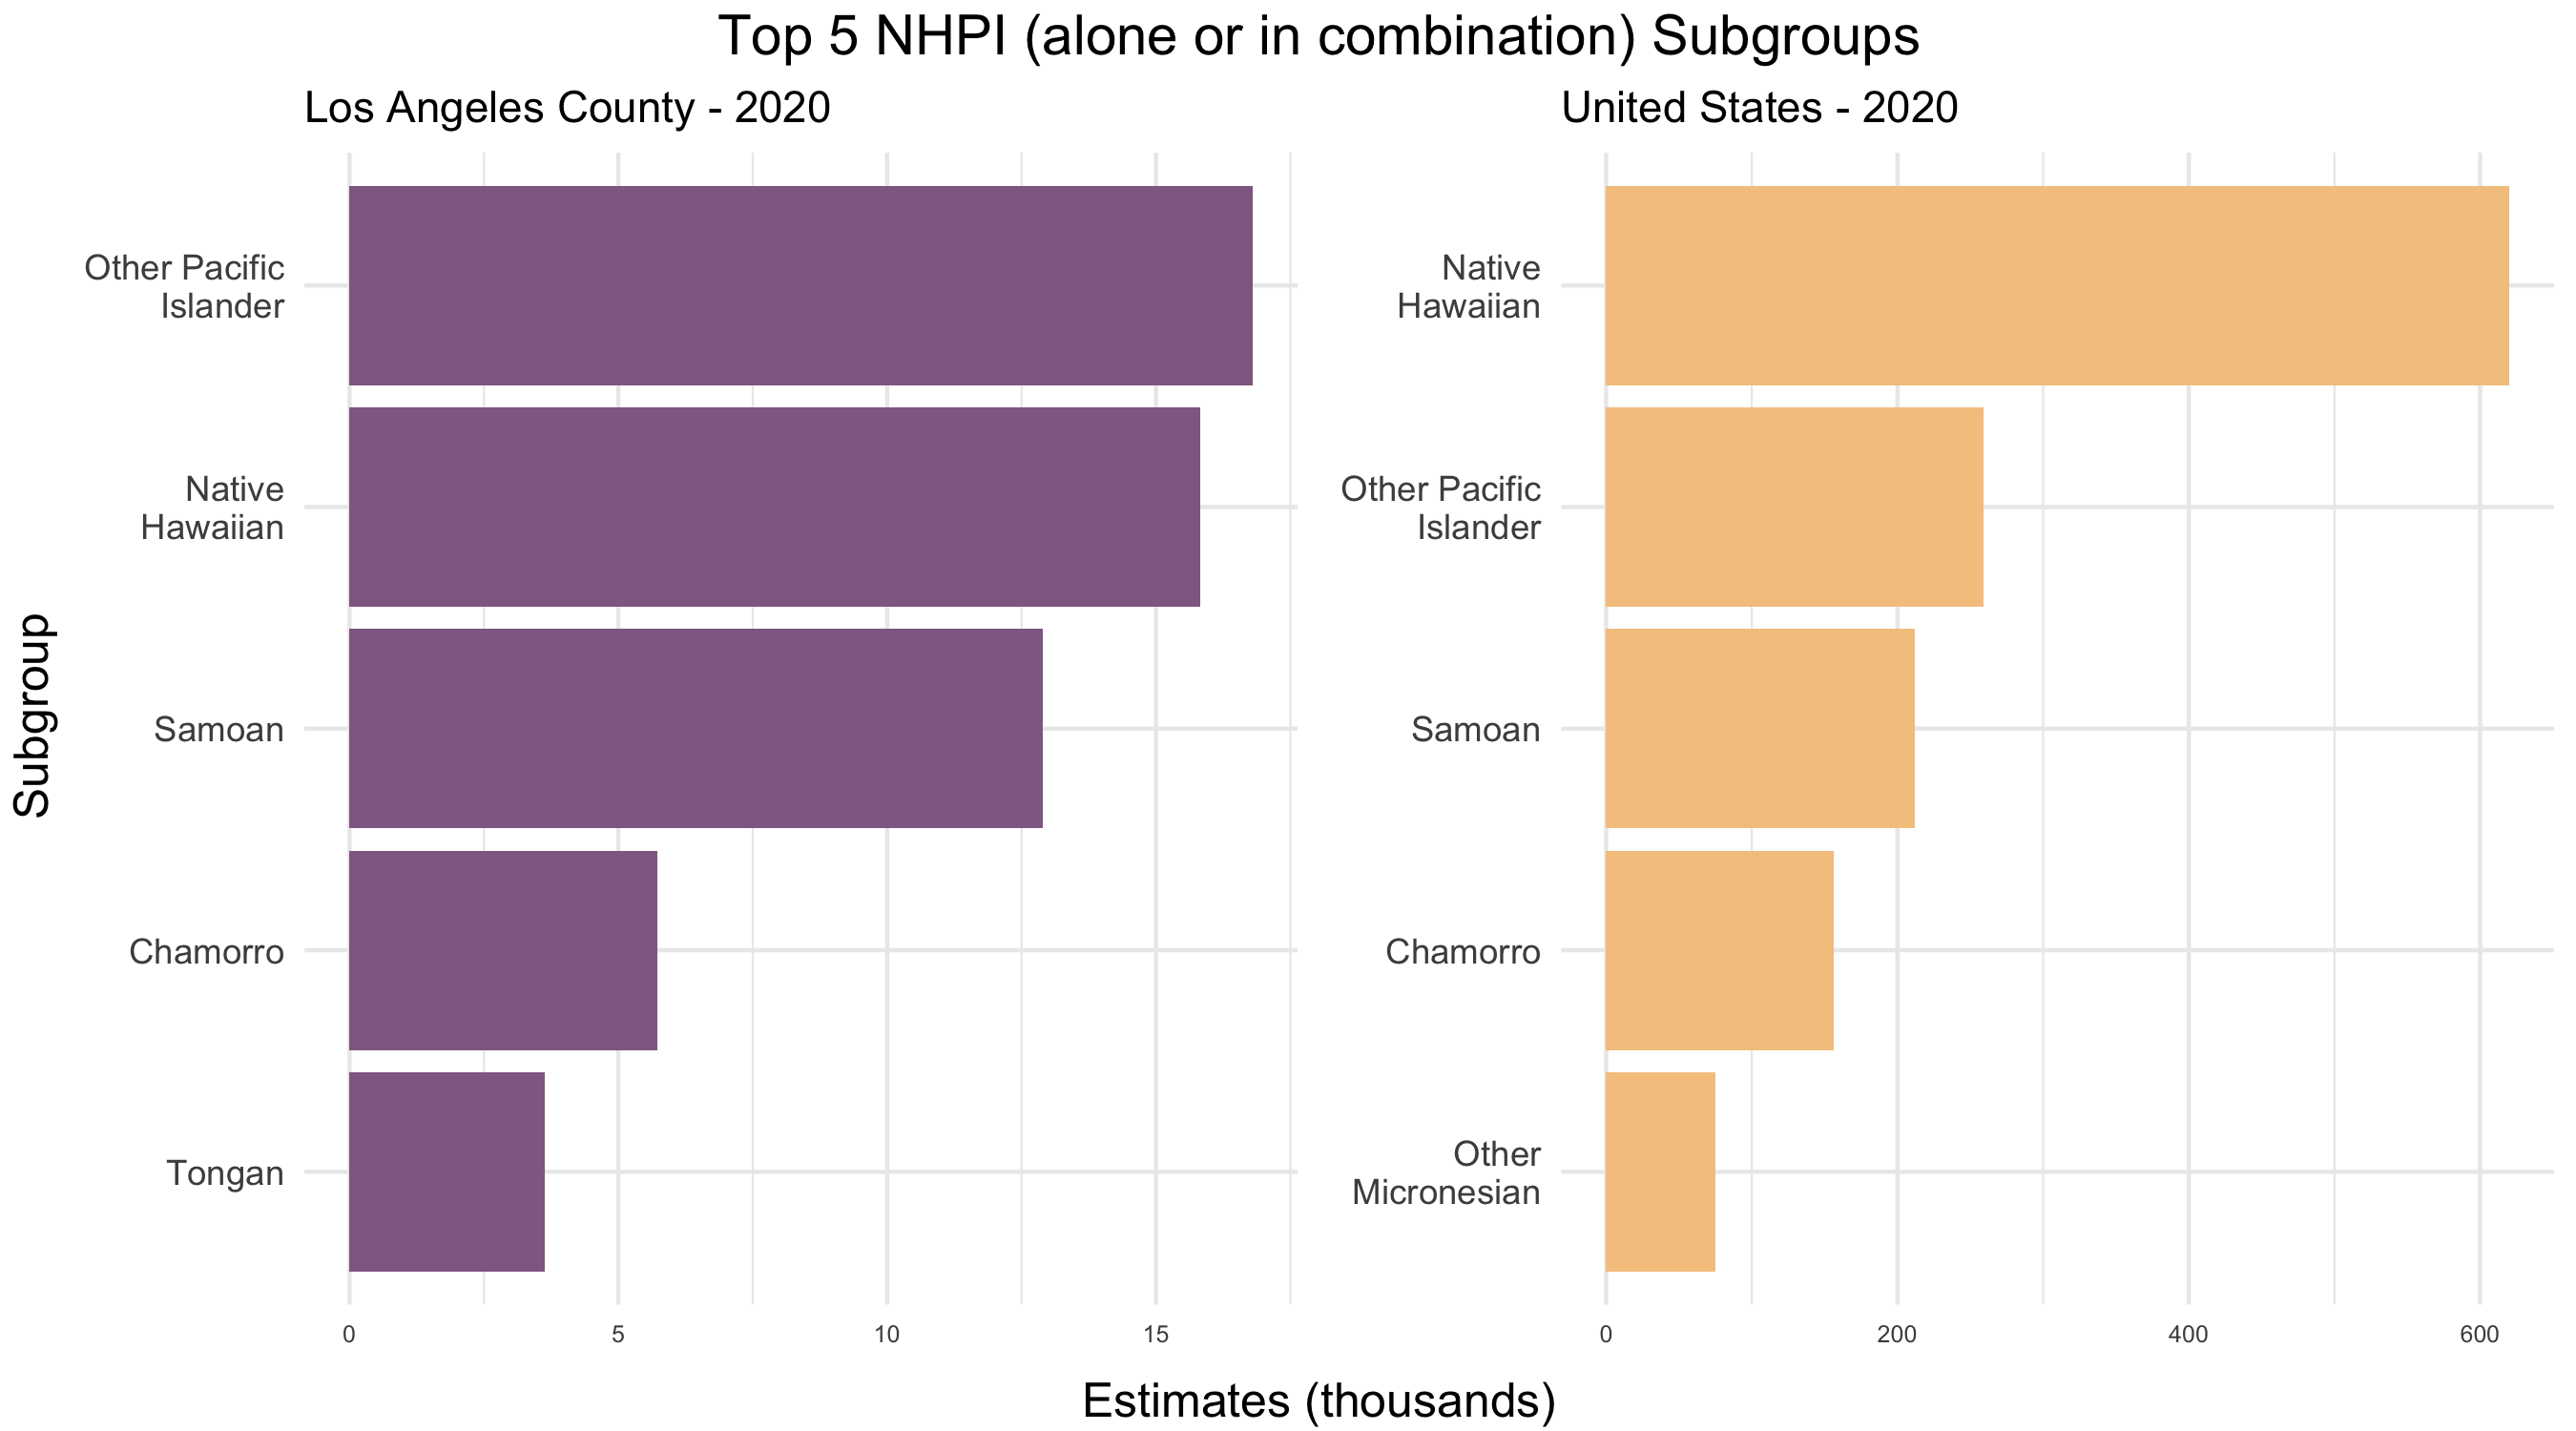 Top 5 NHPI (alone or in combination) Subgroups
Los Angeles County - 2020
Subgroup
Other Pacific
Islander
Native
Hawaiian
Samoan
Chamorro
Tongan
0
5
10
15
United States - 2020
Native
Hawaiian
Other Pacific
Islander
Samoan
Chamorro
Other
Micronesian
0
200
400
600
Estimates (thousands)